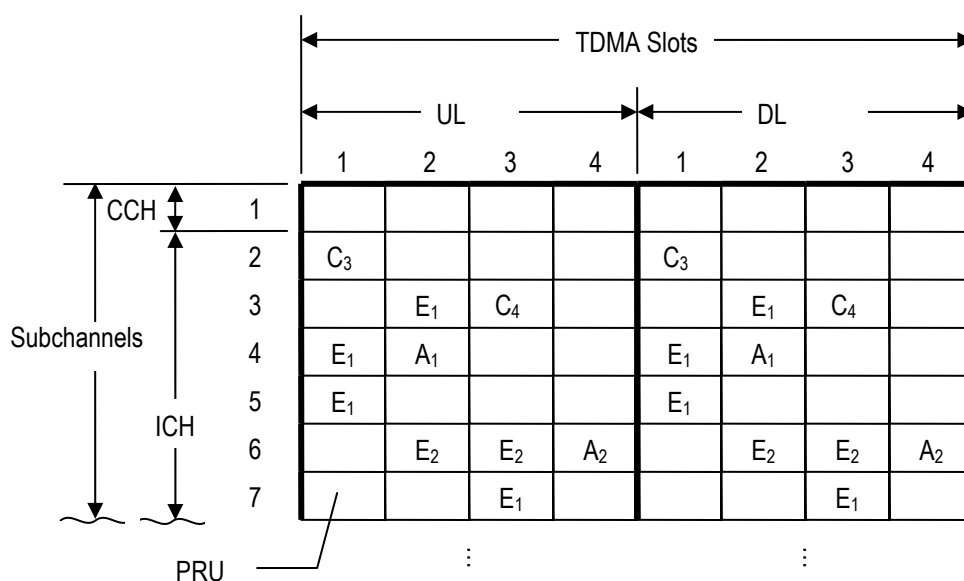 TDMA Slots
UL DL
1 2 3 4 1 2 3 4
CCH 1
2 C₃ C₃
3 E₁ C₄ E₁ C₄
Subchannels
4 E₁ A₁ E₁ A₁
5 E₁ E₁
ICH
6 E₂ E₂ A₂ E₂ E₂ A₂
7 E₁ E₁
⋮ ⋮
PRU